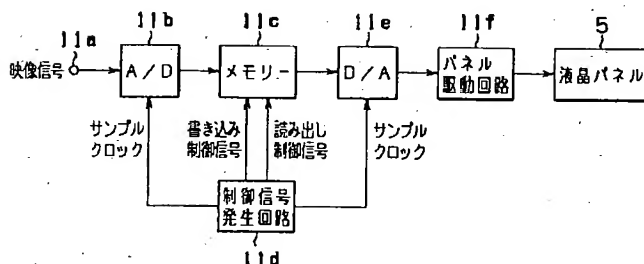 11a
11b
11c
11e
11f
5
映像信号
A/D
メモリー
D/A
パネル
駆動回路
液晶パネル
サンプル
クロック
書き込み
制御信号
読み出し
制御信号
サンプル
クロック
制御信号
発生回路
11d